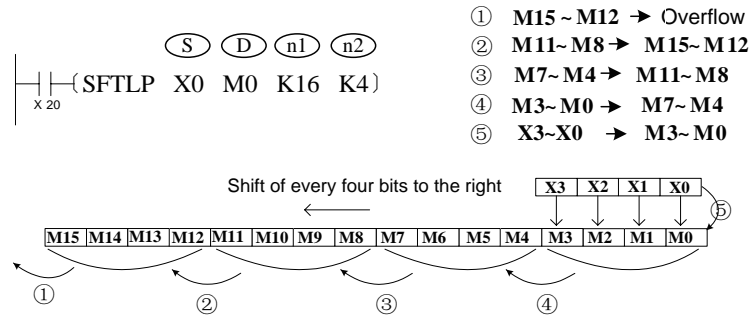 S D n1 n2
SFTLP X0 M0 K16 K4
X 20
① M15~M12 → Overflow
② M11~M8 → M15~M12
③ M7~M4 → M11~M8
④ M3~M0 → M7~M4
⑤ X3~X0 → M3~M0
Shift of every four bits to the right
X3 X2 X1 X0
⑤
M15 M14 M13 M12 M11 M10 M9 M8 M7 M6 M5 M4 M3 M2 M1 M0
① ② ③ ④